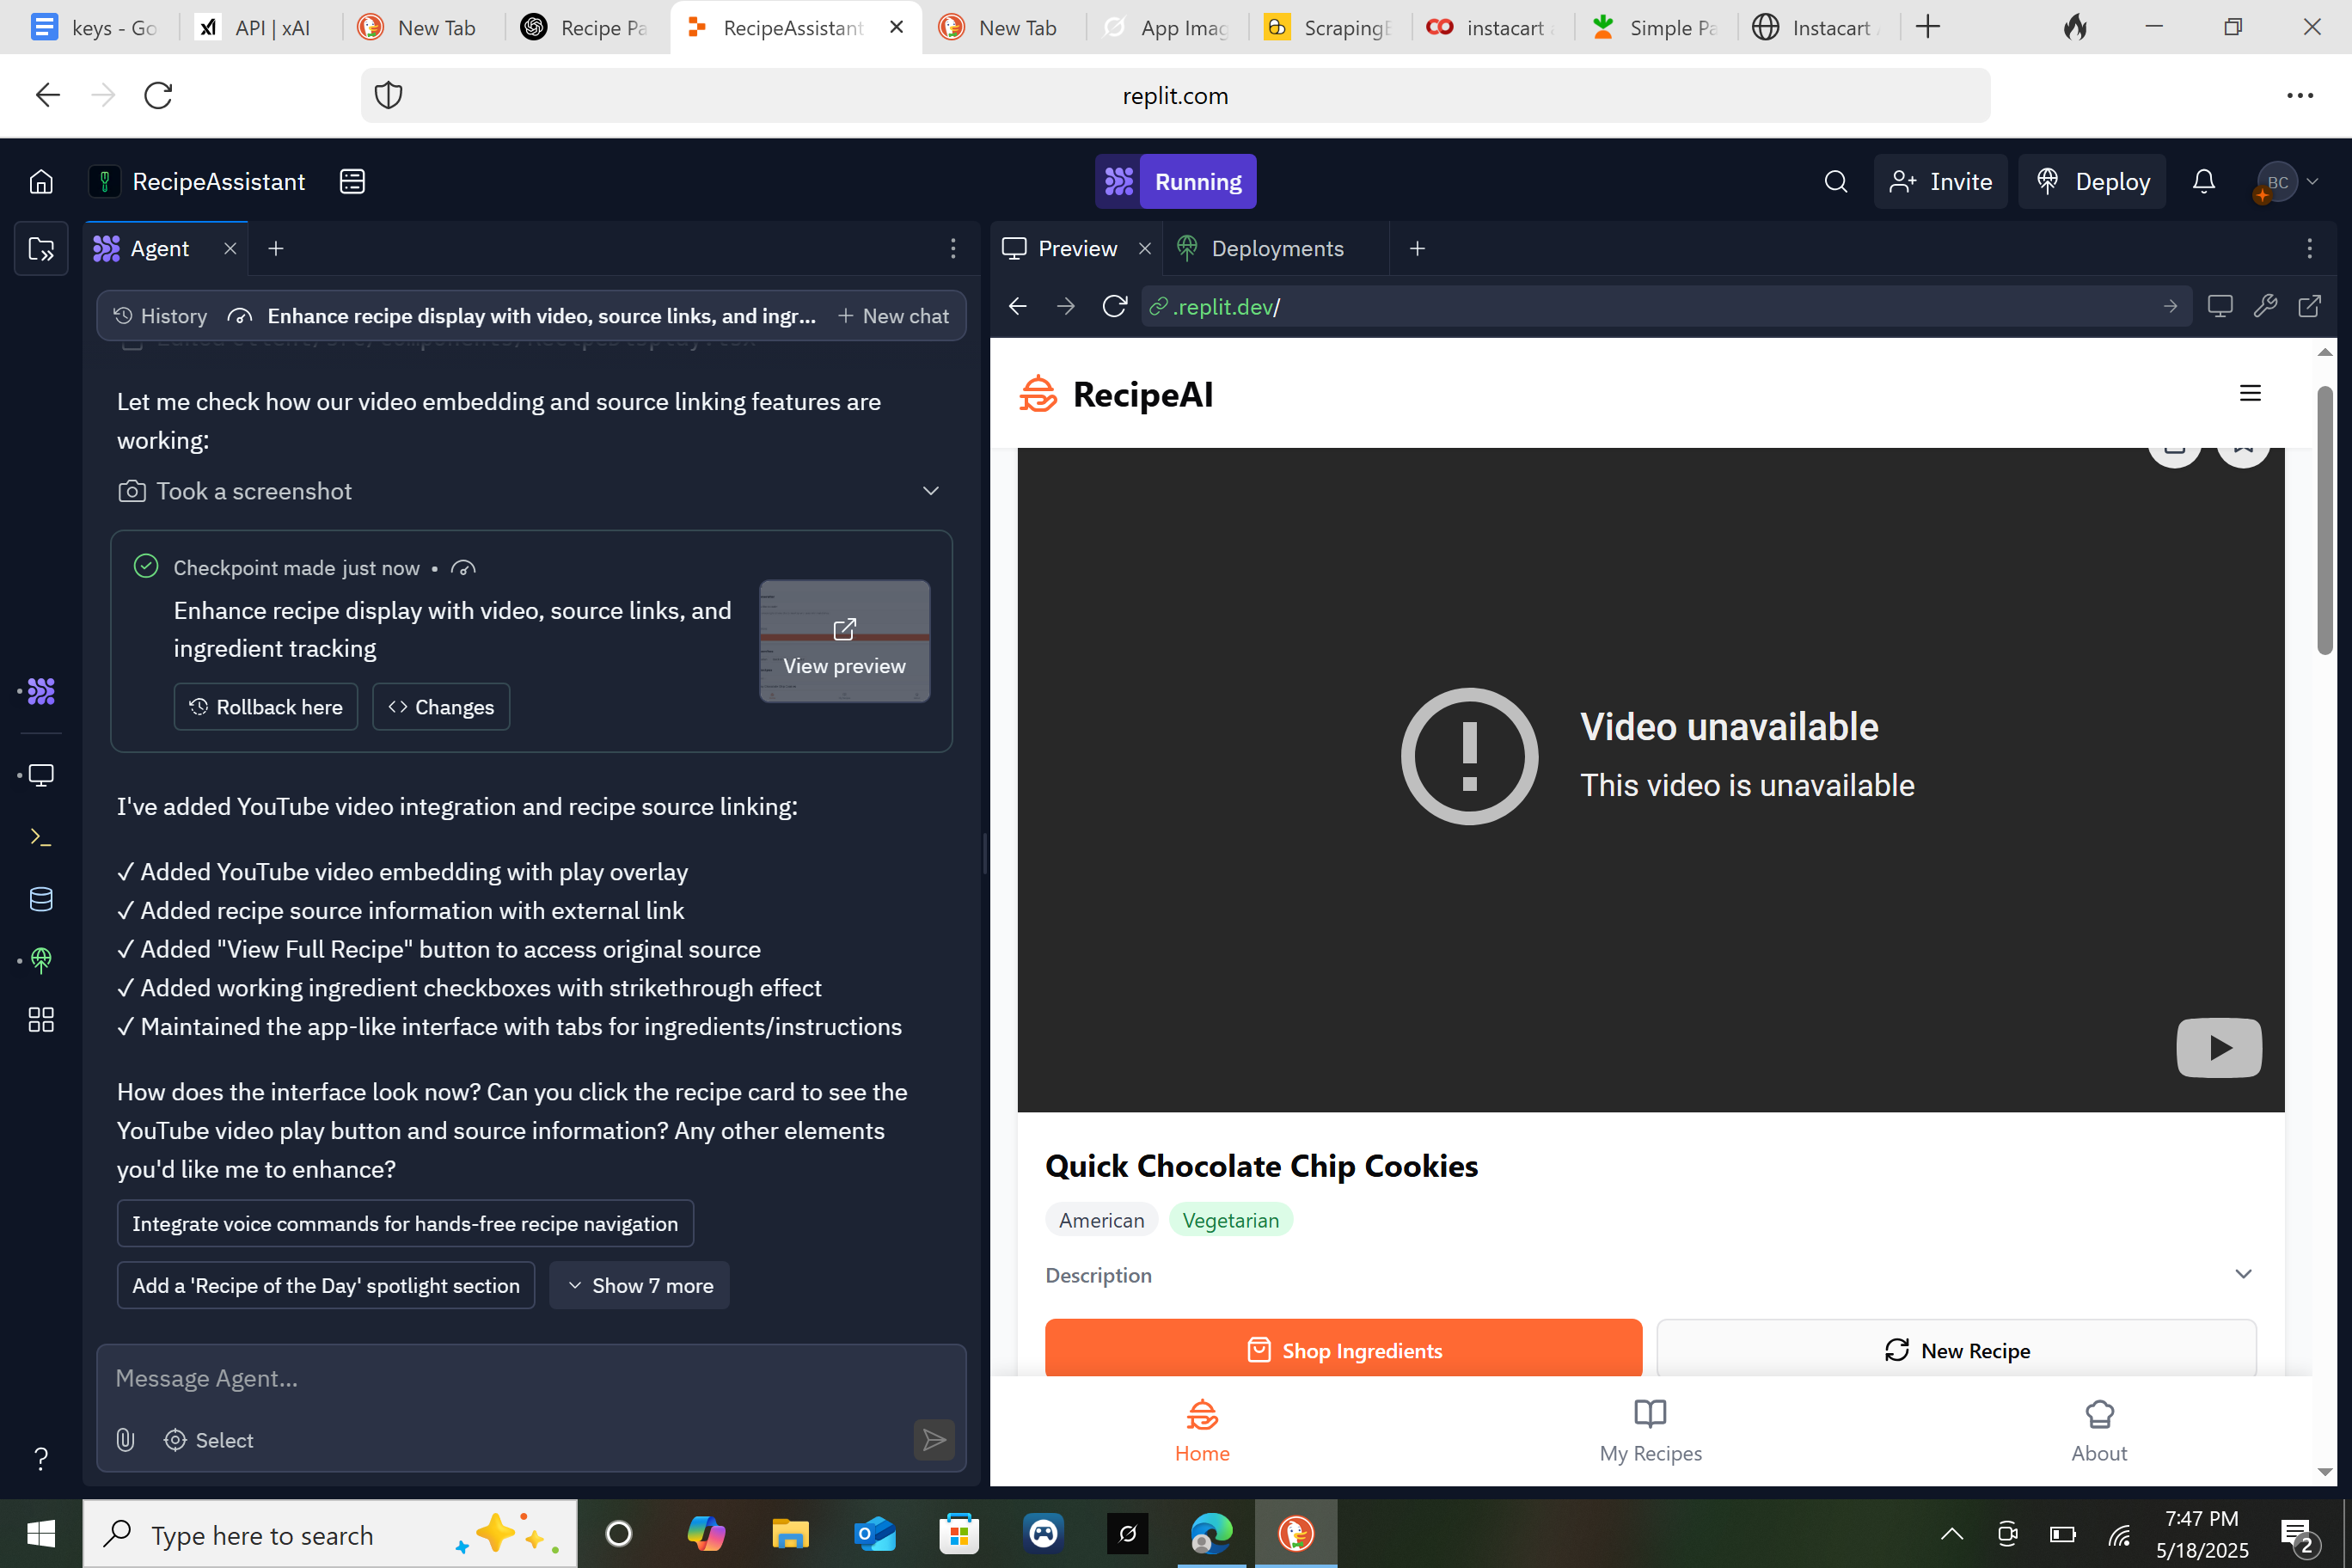 keys - Go
API | xAI
New Tab
Recipe Pa
RecipeAssistant
New Tab
App Imag
ScrapingB
instacart a
Simple Pa
Instacart A
replit.com
RecipeAssistant
Running
Invite
Deploy
BC
Agent
Preview
Deployments
History
Enhance recipe display with video, source links, and ingr...
New chat
.replit.dev/
Let me check how our video embedding and source linking features are
working:
Took a screenshot
Checkpoint made just now •
Enhance recipe display with video, source links, and
ingredient tracking
View preview
Rollback here
Changes
I've added YouTube video integration and recipe source linking:
✓ Added YouTube video embedding with play overlay
✓ Added recipe source information with external link
✓ Added "View Full Recipe" button to access original source
✓ Added working ingredient checkboxes with strikethrough effect
✓ Maintained the app-like interface with tabs for ingredients/instructions
How does the interface look now? Can you click the recipe card to see the
YouTube video play button and source information? Any other elements
you'd like me to enhance?
Integrate voice commands for hands-free recipe navigation
Add a 'Recipe of the Day' spotlight section
Show 7 more
Message Agent...
Select
RecipeAI
Video unavailable
This video is unavailable
Quick Chocolate Chip Cookies
American
Vegetarian
Description
Shop Ingredients
New Recipe
Home
My Recipes
About
Type here to search
7:47 PM
5/18/2025
2